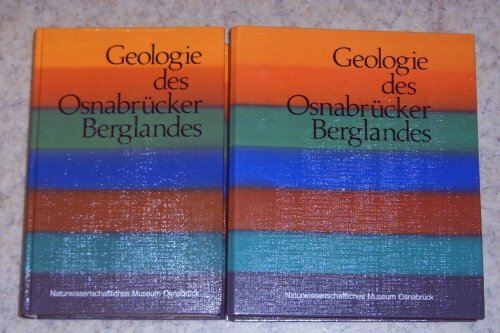 Geologie
des
Osnabrücker
Berglandes
Naturwissenschaftliches Museum Osnabrück
Geologie
des
Osnabrücker
Berglandes
Naturwissenschaftliches Museum Osnabrück